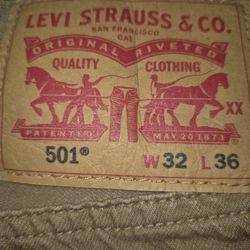 LEVI STRAUSS & CO.
SAN FRANCISCO
CAL.
ORIGINAL RIVETED
QUALITY CLOTHING
XX
PATENTED MAY 20 1873
501® W 32 L 36